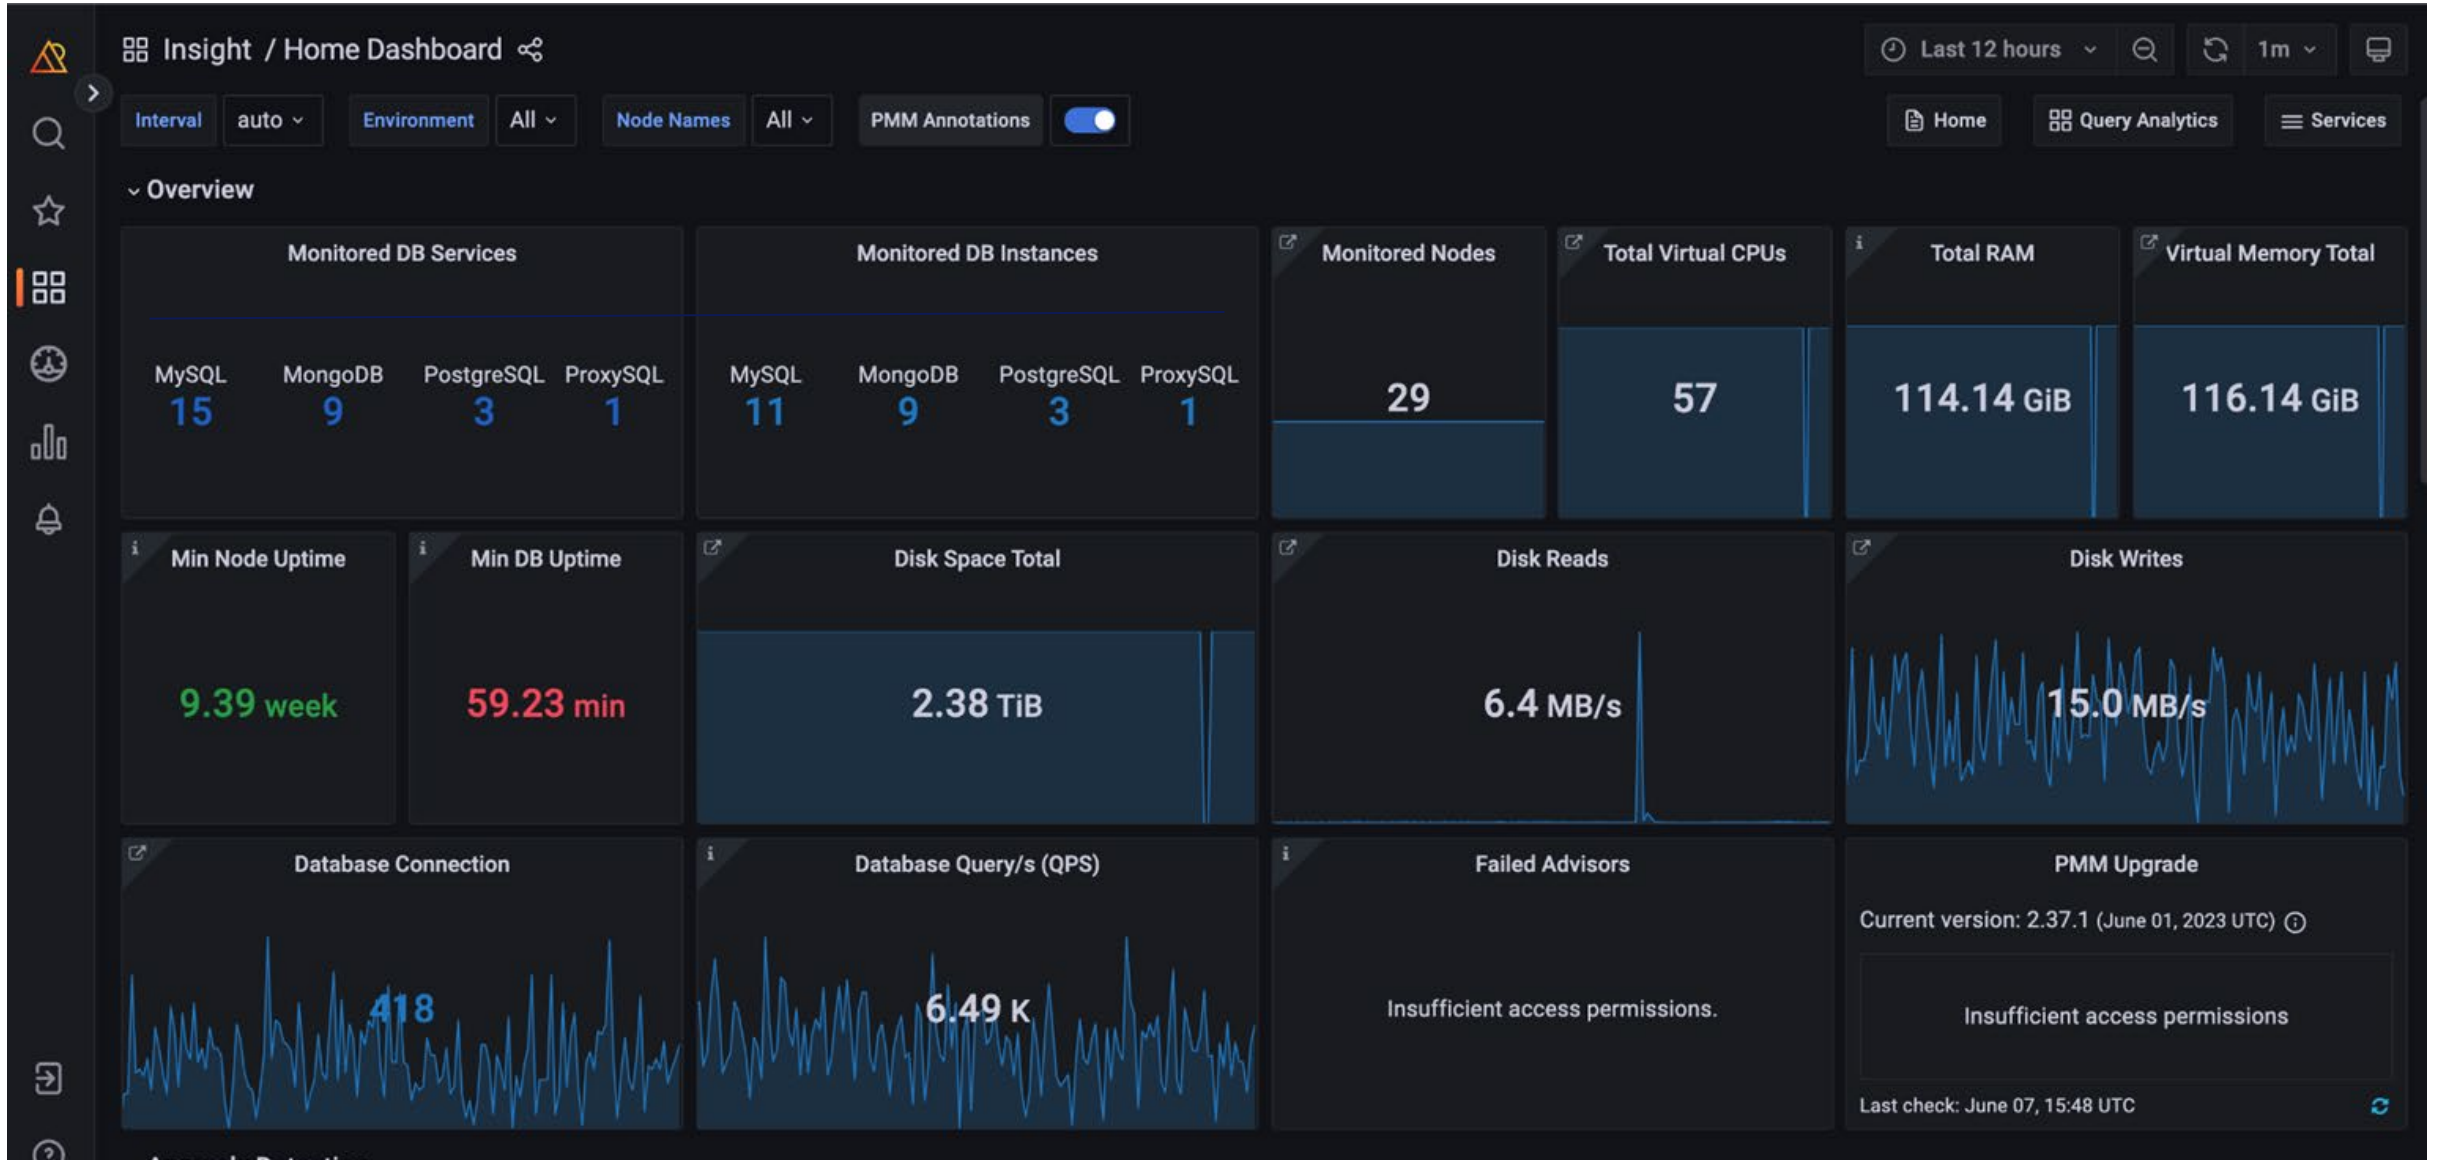 Insight / Home Dashboard
Last 12 hours
1m
Interval auto Environment All Node Names All PMM Annotations
Home Query Analytics Services
Overview
Monitored DB Services
MySQL MongoDB PostgreSQL ProxySQL
15 9 3 1
Monitored DB Instances
MySQL MongoDB PostgreSQL ProxySQL
11 9 3 1
Monitored Nodes
29
Total Virtual CPUs
57
Total RAM
114.14 GiB
Virtual Memory Total
116.14 GiB
Min Node Uptime
9.39 week
Min DB Uptime
59.23 min
Disk Space Total
2.38 TiB
Disk Reads
6.4 MB/s
Disk Writes
15.0 MB/s
Database Connection
418
Database Query/s (QPS)
6.49 K
Failed Advisors
Insufficient access permissions.
PMM Upgrade
Current version: 2.37.1 (June 01, 2023 UTC)
Insufficient access permissions
Last check: June 07, 15:48 UTC